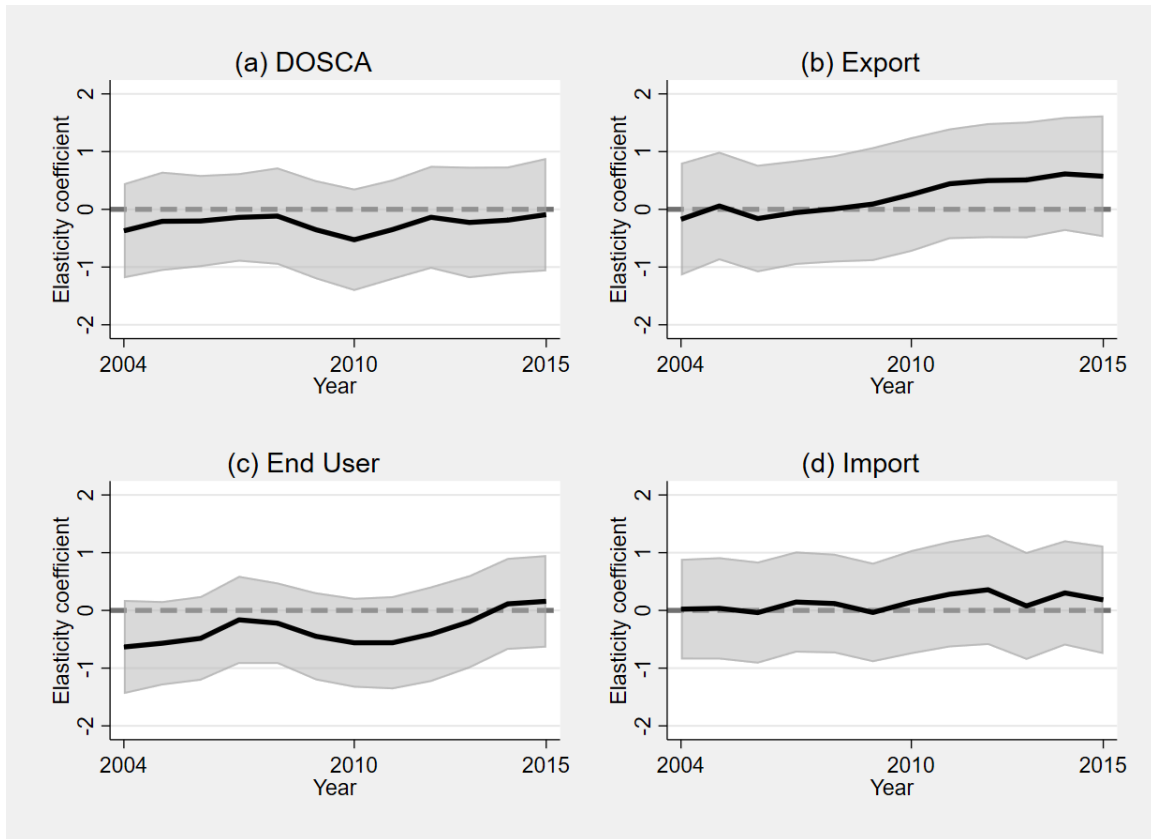 (a) DOSCA
Elasticity coefficient
2
1
0
-1
-2
2004
2010
2015
Year
(b) Export
Elasticity coefficient
2
1
0
-1
-2
2004
2010
2015
Year
(c) End User
Elasticity coefficient
2
1
0
-1
-2
2004
2010
2015
Year
(d) Import
Elasticity coefficient
2
1
0
-1
-2
2004
2010
2015
Year